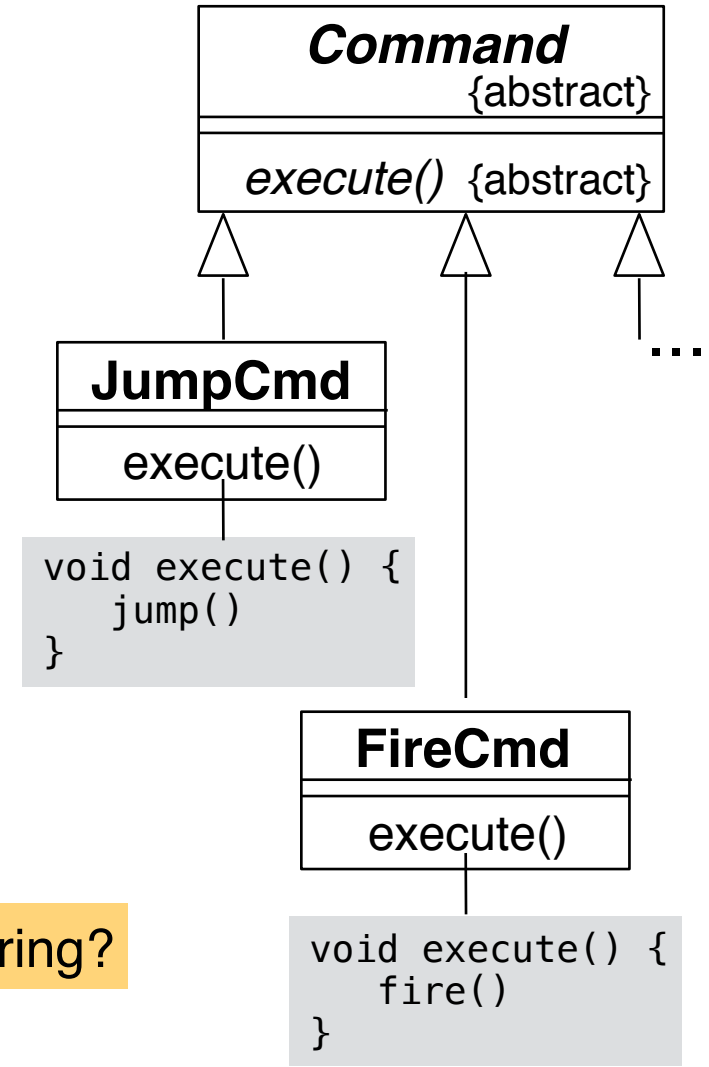 Command
{abstract}
execute() {abstract}
...
JumpCmd
execute()
void execute() {
jump()
}
FireCmd
execute()
ring?
void execute() {
fire()
}